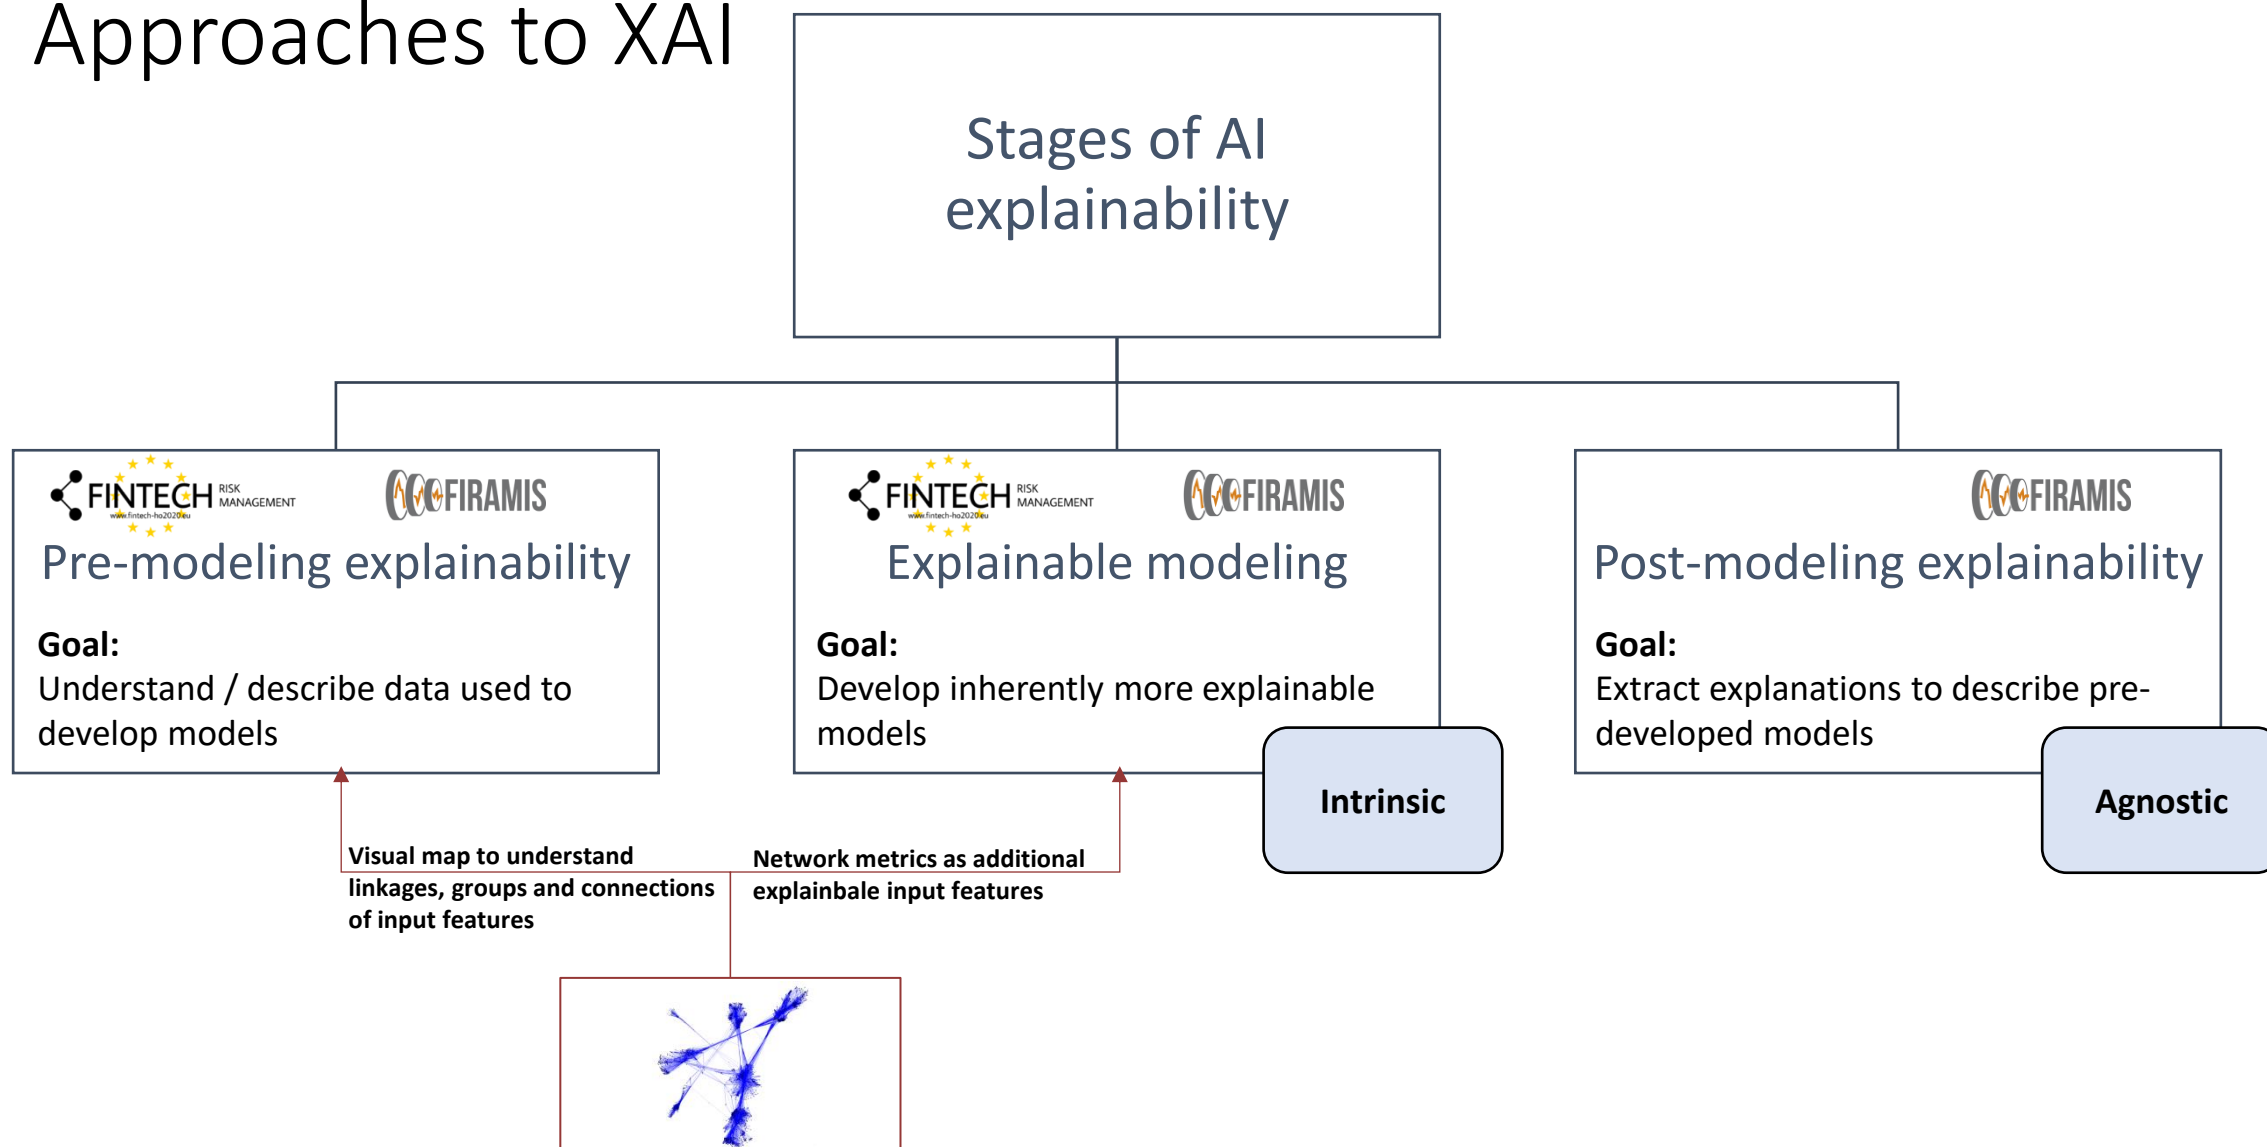 Approaches to XAI
Stages of AI
explainability
FINTECH RISK
MANAGEMENT
www.fintech-ho2020.eu
FIRAMIS
Pre-modeling explainability
Goal:
Understand / describe data used to
develop models
FINTECH RISK
MANAGEMENT
www.fintech-ho2020.eu
FIRAMIS
Explainable modeling
Goal:
Develop inherently more explainable
models
Intrinsic
FIRAMIS
Post-modeling explainability
Goal:
Extract explanations to describe pre-
developed models
Agnostic
Visual map to understand
linkages, groups and connections
of input features
Network metrics as additional
explainbale input features